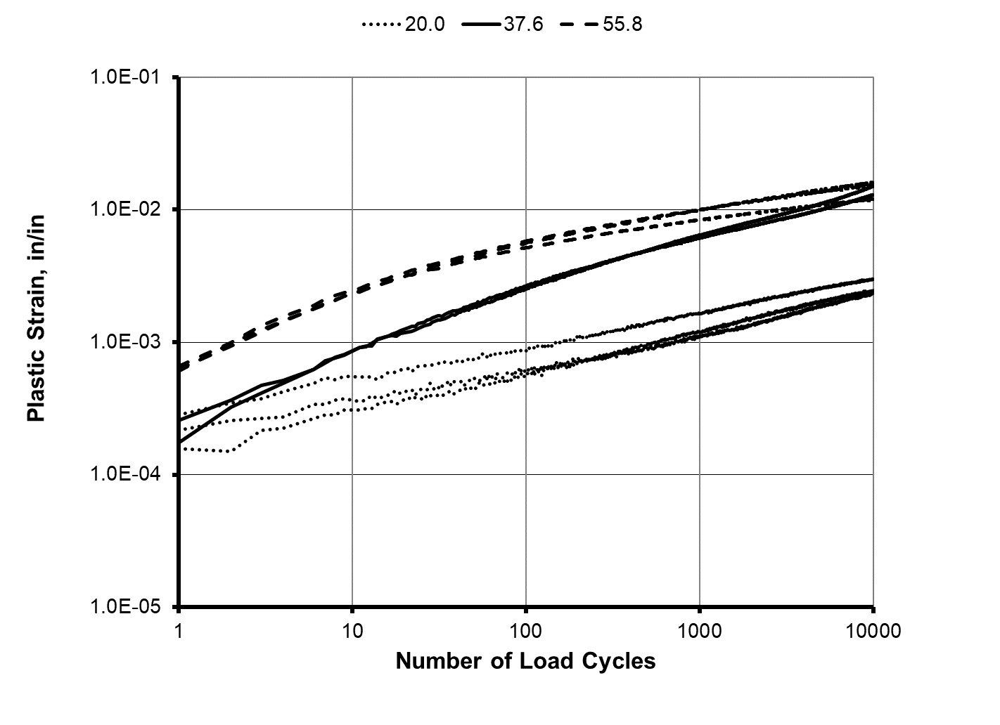 20.0 37.6 55.8
1.0E-01
1.0E-02
1.0E-03
1.0E-04
1.0E-05
1 10 100 1000 10000
Number of Load Cycles
Plastic Strain, in/in